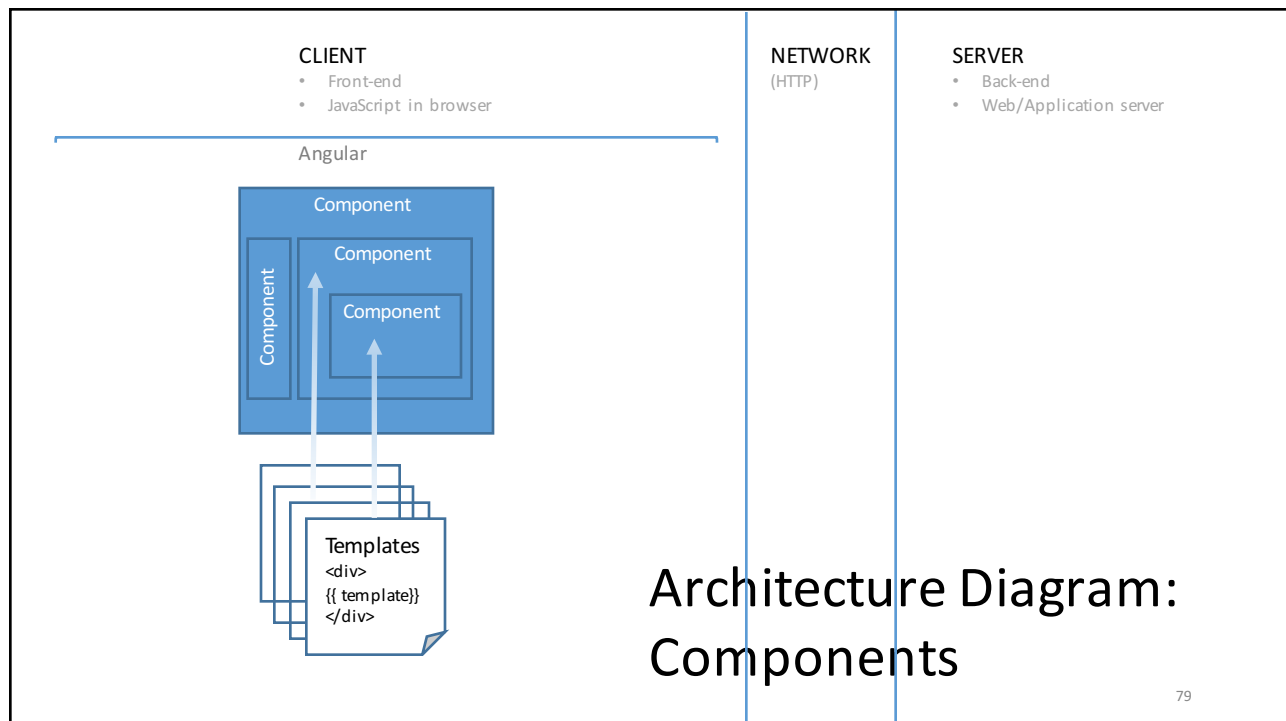 CLIENT
• Front-end
• JavaScript in browser
NETWORK
(HTTP)
SERVER
• Back-end
• Web/Application server
Angular
Component
Component
Component
Component
Templates
<div>
{{ template}}
</div>
Architecture Diagram:
Components
79